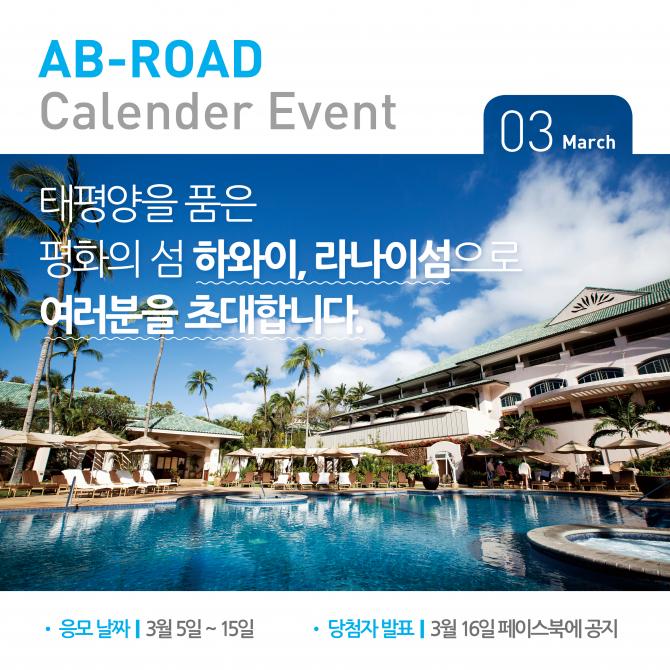 AB-ROAD
Calender Event
03 March
태평양을 품은
평화의 섬 하와이, 라나이섬으로
여러분을 초대합니다.
• 응모 날짜 | 3월 5일 ~ 15일
• 당첨자 발표 | 3월 16일 페이스북에 공지